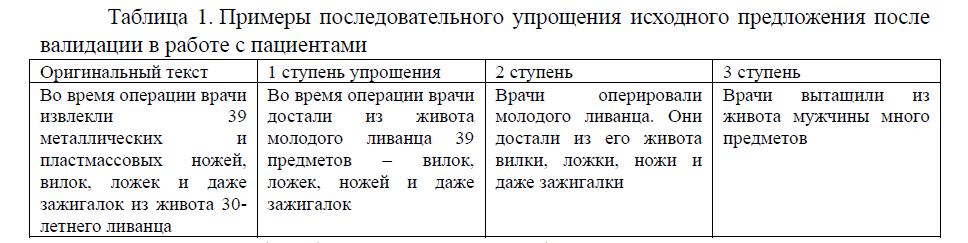 Таблица 1. Примеры последовательного упрощения исходного предложения после
валидации в работе с пациентами
Оригинальный текст
1 ступень упрощения
2 ступень
3 ступень
Во время операции врачи
извлекли 39
металлических и
пластмассовых ножей,
вилок, ложек и даже
зажигалок из живота 30-
летнего ливанца
Во время операции врачи
достали из живота
молодого ливанца 39
предметов – вилок,
ложек, ножей и даже
зажигалок
Врачи оперировали
молодого ливанца. Они
достали из его живота
вилки, ложки, ножи и
даже зажигалки
Врачи вытащили из
живота мужчины много
предметов